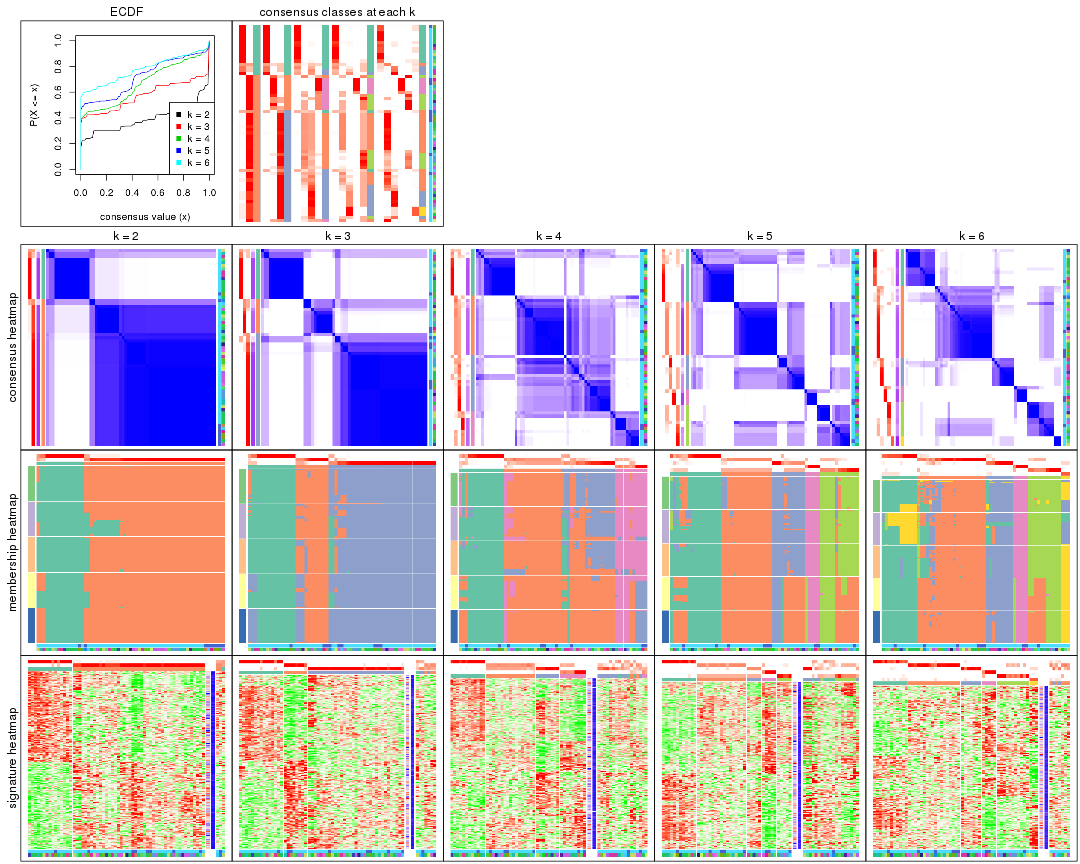 ECDF
consensus classes at each k
P(X <= x)
0.0 0.2 0.4 0.6 0.8 1.0
k = 2
k = 3
k = 4
k = 5
k = 6
0.0 0.2 0.4 0.6 0.8 1.0
consensus value (x)
k = 2
k = 3
k = 4
k = 5
k = 6
consensus heatmap
membership heatmap
signature heatmap